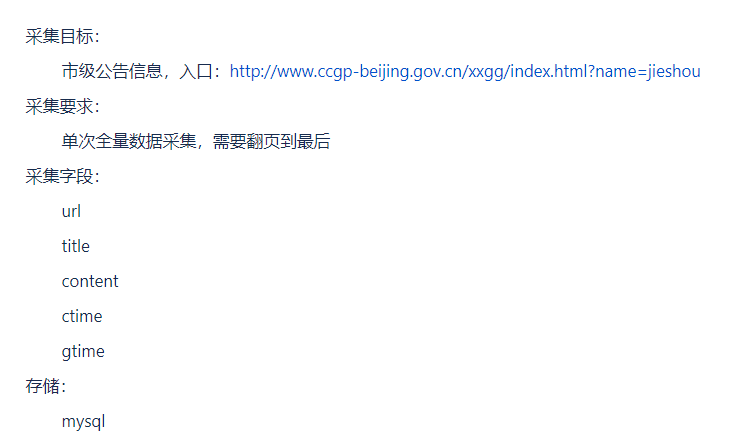 采集目标：
市级公告信息，入口：http://www.ccgp-beijing.gov.cn/xxgg/index.html?name=jieshou
采集要求：
单次全量数据采集，需要翻页到最后
采集字段：
url
title
content
ctime
gtime
存储：
mysql